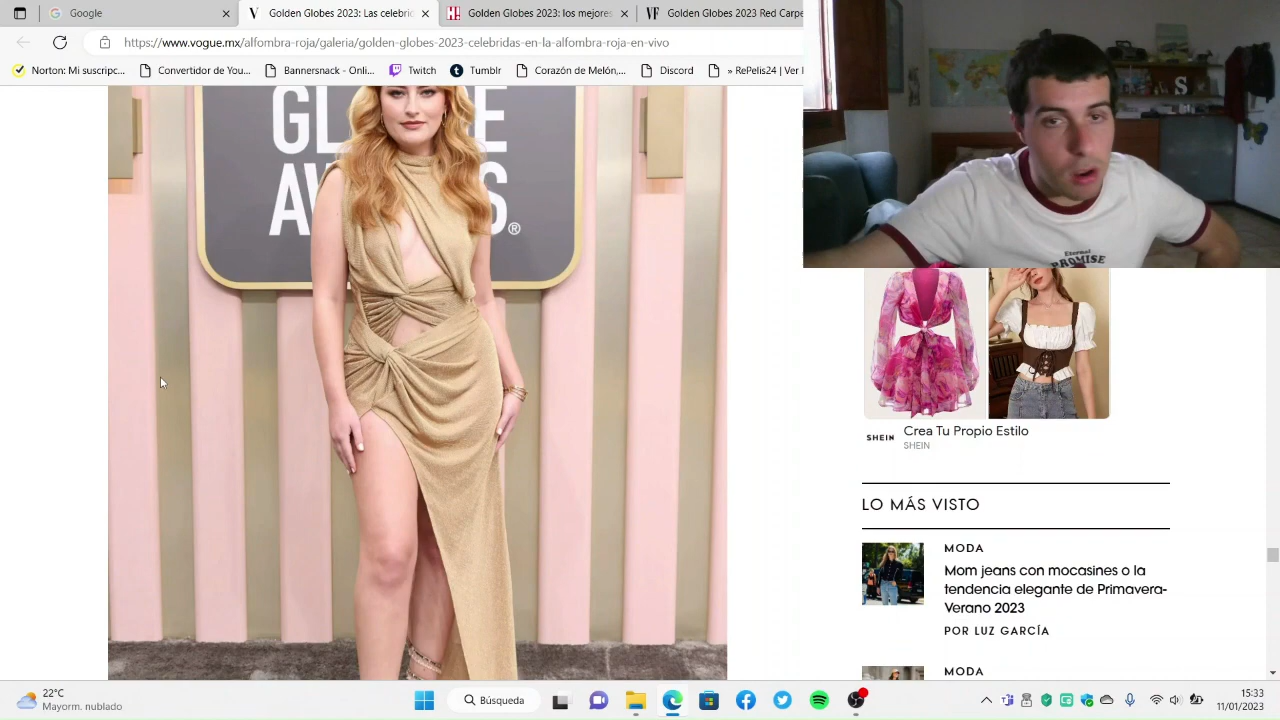 Google
Golden Globes 2023: Las celebric
Golden Globes 2023: los mejores
Golden Globes 2023 Red Carpe
https://www.vogue.mx/alfombra-roja/galeria/golden-globes-2023-celebridas-en-la-alfombra-roja-en-vivo
Norton: Mi suscripc...
Convertidor de You...
Bannersnack - Onli...
Twitch
Tumblr
Corazón de Melón,...
Discord
» RePelis24 | Ver l
S
Eternal
PROMISE
SHEIN
Crea Tu Propio Estilo
SHEIN
LO MÁS VISTO
MODA
Mom jeans con mocasines o la
tendencia elegante de Primavera-
Verano 2023
POR LUZ GARCÍA
MODA
22°C
Mayorm. nublado
Búsqueda
15:33
11/01/2023